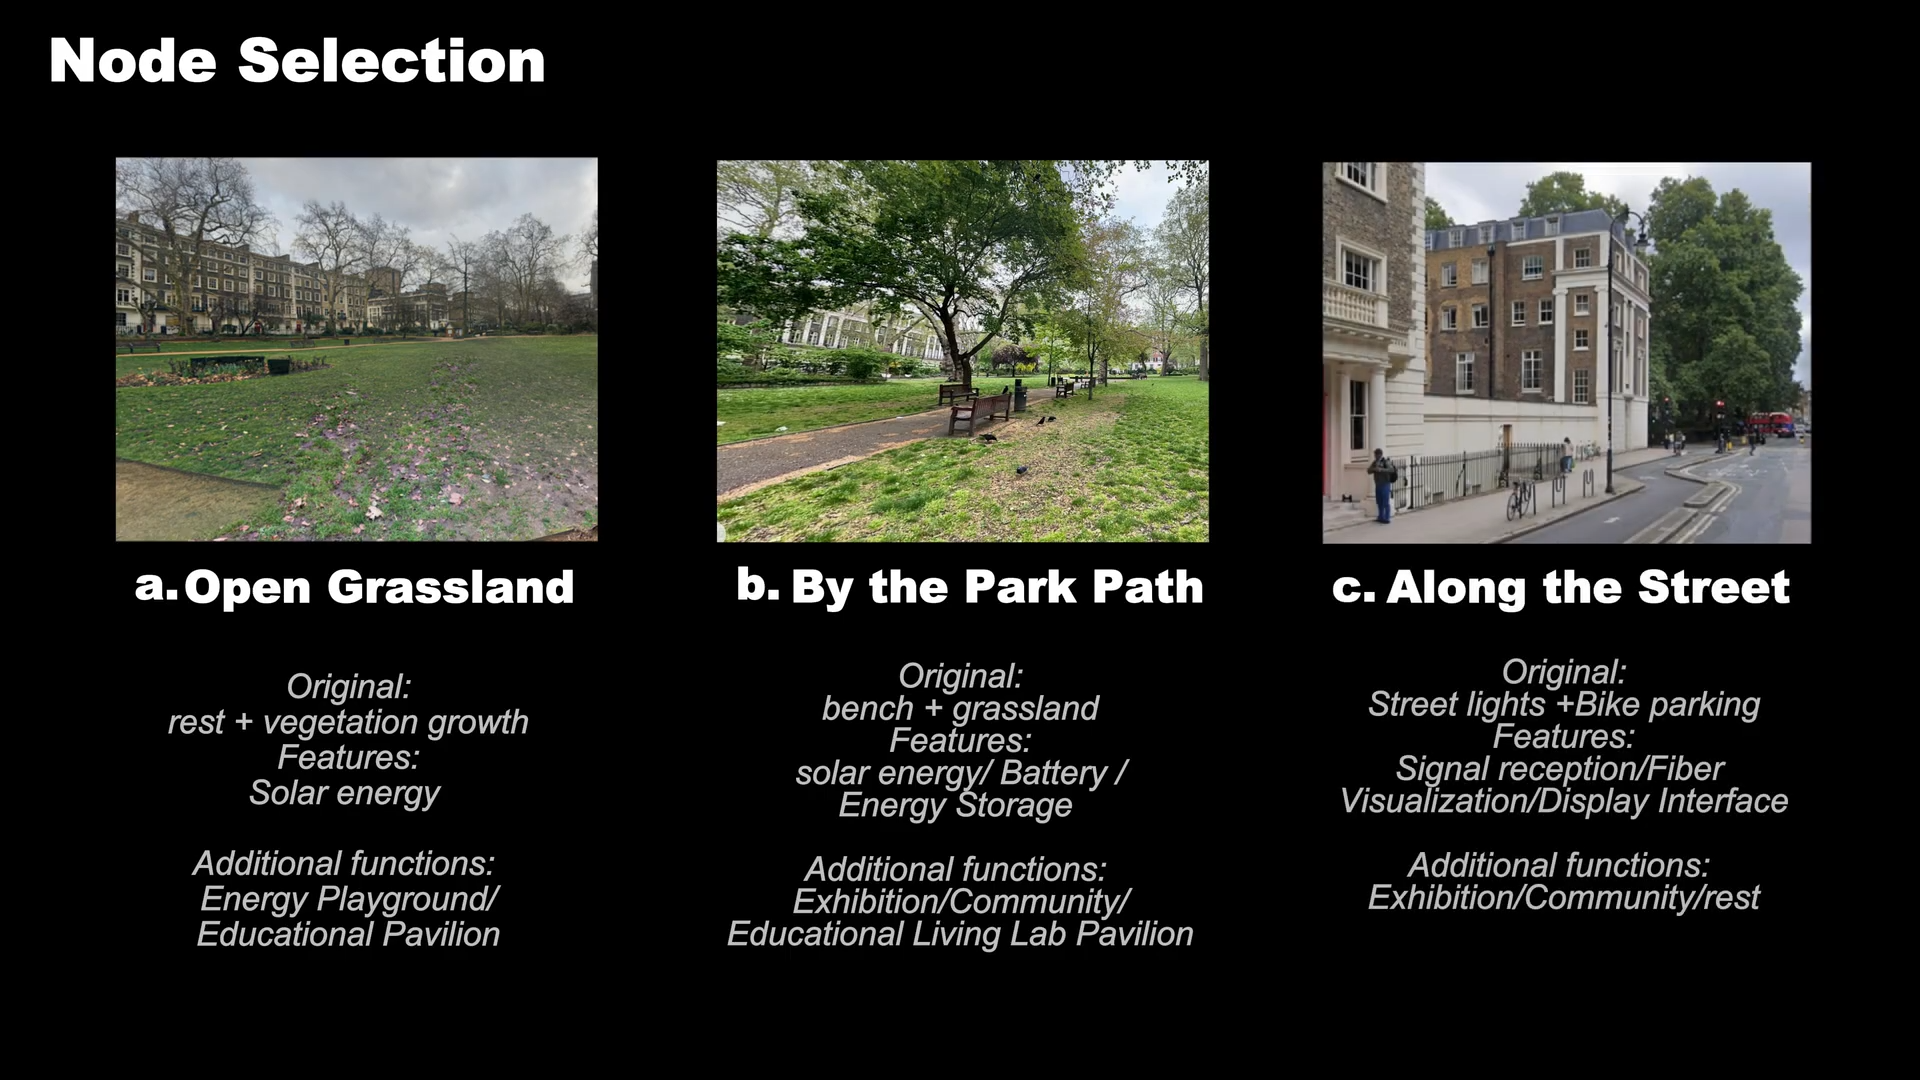 Node Selection
a. Open Grassland
Original:
rest + vegetation growth
Features:
Solar energy
Additional functions:
Energy Playground/
Educational Pavilion
b. By the Park Path
Original:
bench + grassland
Features:
solar energy/ Battery /
Energy Storage
Additional functions:
Exhibition/Community/
Educational Living Lab Pavilion
c. Along the Street
Original:
Street lights +Bike parking
Features:
Signal reception/Fiber
Visualization/Display Interface
Additional functions:
Exhibition/Community/rest